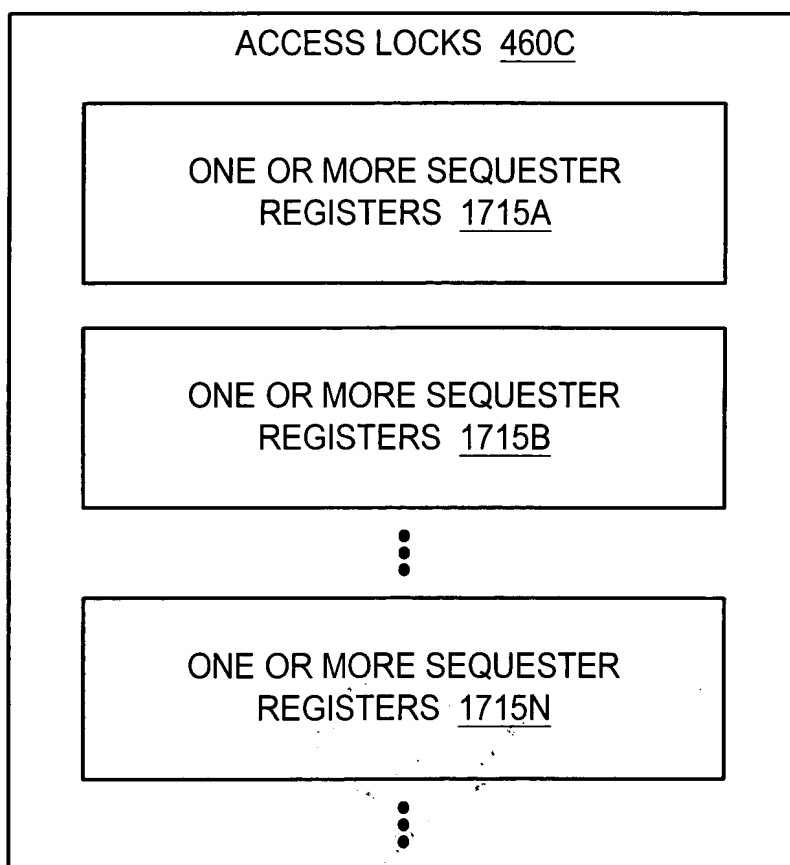 ACCESS LOCKS 460C
ONE OR MORE SEQUESTER
REGISTERS 1715A
ONE OR MORE SEQUESTER
REGISTERS 1715B
ONE OR MORE SEQUESTER
REGISTERS 1715N